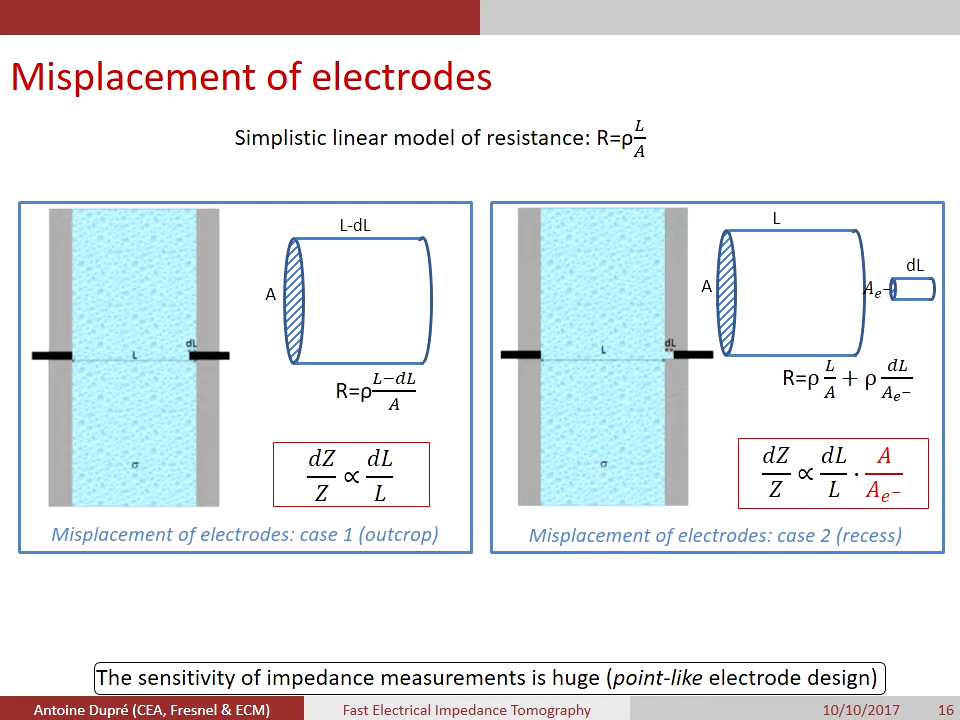 Misplacement of electrodes
Simplistic linear model of resistance: R=ρ L/A
L-dL
A
dL
L
R=ρ (L−dL)/A
σ
dZ/Z ∝ dL/L
Misplacement of electrodes: case 1 (outcrop)
L
dL
A
A_e−
dL
L
R=ρ L/A + ρ dL/A_e−
σ
dZ/Z ∝ dL/L · A/A_e−
Misplacement of electrodes: case 2 (recess)
The sensitivity of impedance measurements is huge (point-like electrode design)
Antoine Dupré (CEA, Fresnel & ECM) Fast Electrical Impedance Tomography 10/10/2017 16